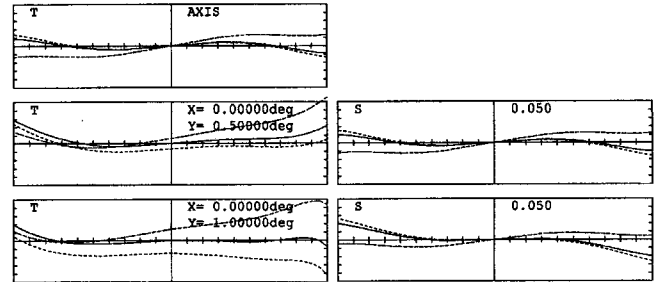 T AXIS
T X= 0.00000deg S 0.050
Y= 0.50000deg
T X= 0.00000deg S 0.050
Y= 1.00000deg